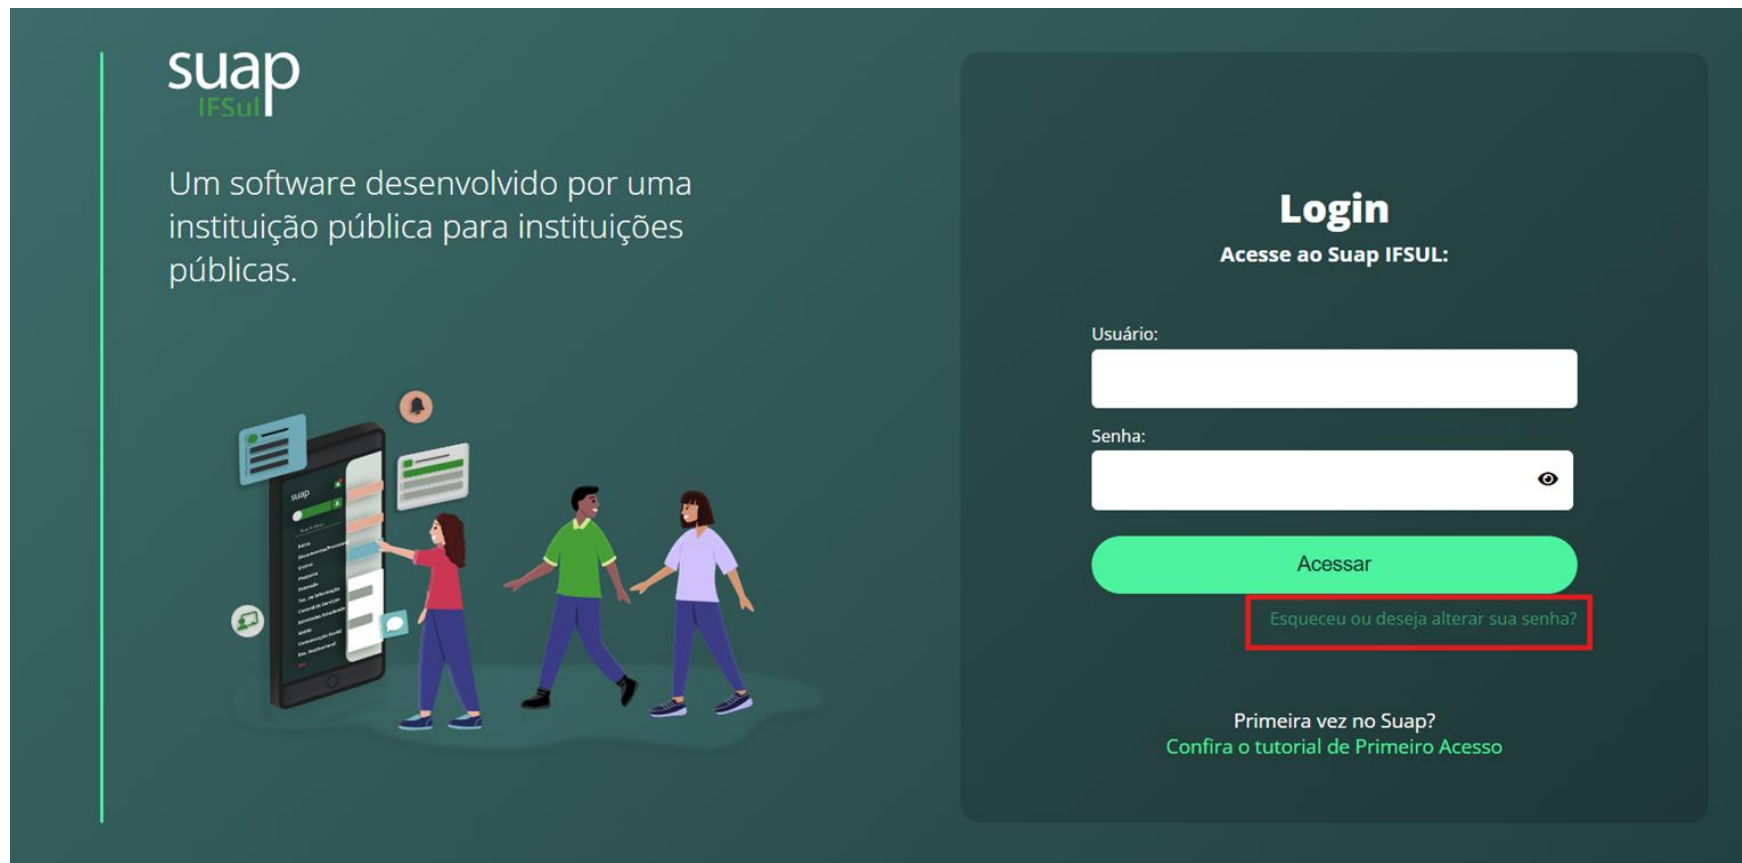 suap
IFSul
Um software desenvolvido por uma
instituição pública para instituições
públicas.
suap
Login
Acesse ao Suap IFSUL:
Usuário:
Senha:
Acessar
Esqueceu ou deseja alterar sua senha?
Primeira vez no Suap?
Confira o tutorial de Primeiro Acesso